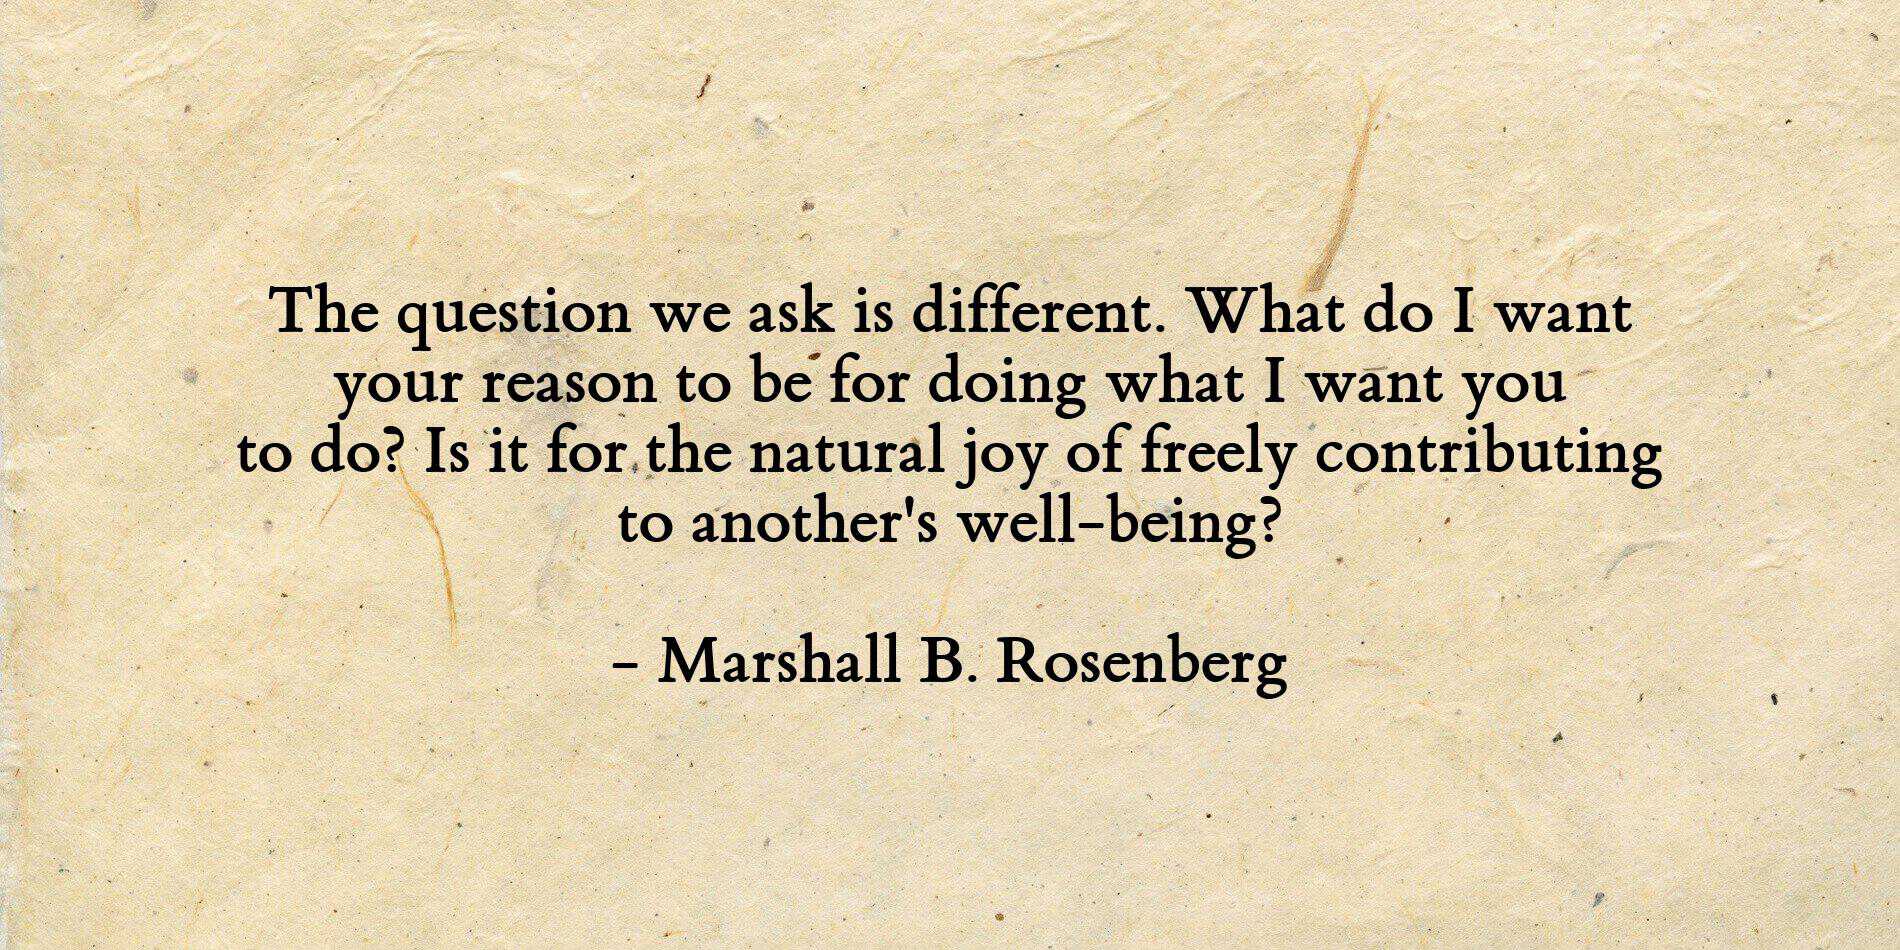 The question we ask is different. What do I want
your reason to be for doing what I want you
to do? Is it for the natural joy of freely contributing
to another's well-being?
- Marshall B. Rosenberg